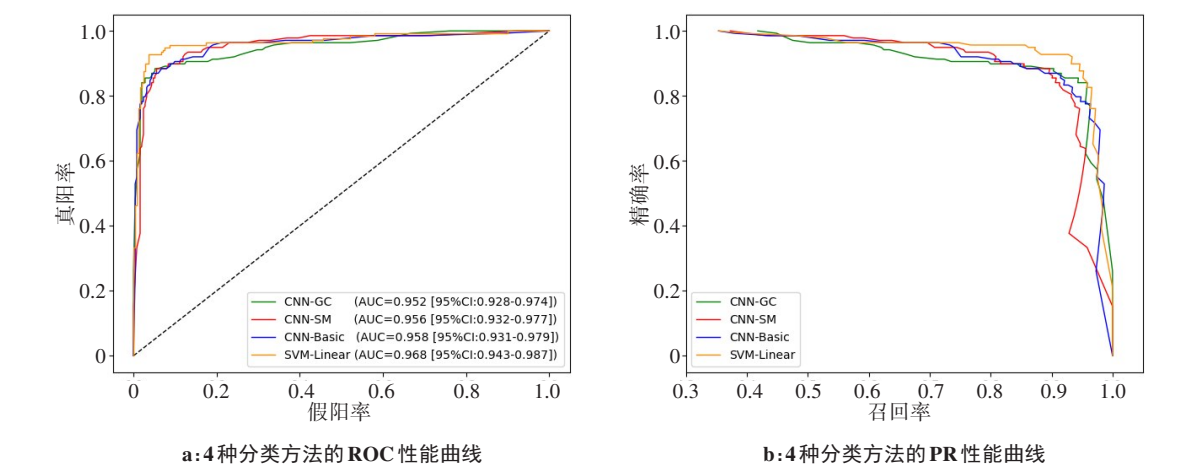 1.0
0.8
0.6
0.4
0.2
0
真阳率
CNN-GC (AUC=0.952 [95%CI:0.928-0.974])
CNN-SM (AUC=0.956 [95%CI:0.932-0.977])
CNN-Basic (AUC=0.958 [95%CI:0.931-0.979])
SVM-Linear (AUC=0.968 [95%CI:0.943-0.987])
0 0.2 0.4 0.6 0.8 1.0
假阳率
a:4种分类方法的ROC性能曲线
1.0
0.8
0.6
0.4
0.2
0
精确率
CNN-GC
CNN-SM
CNN-Basic
SVM-Linear
0.3 0.4 0.5 0.6 0.7 0.8 0.9 1.0
召回率
b:4种分类方法的PR性能曲线